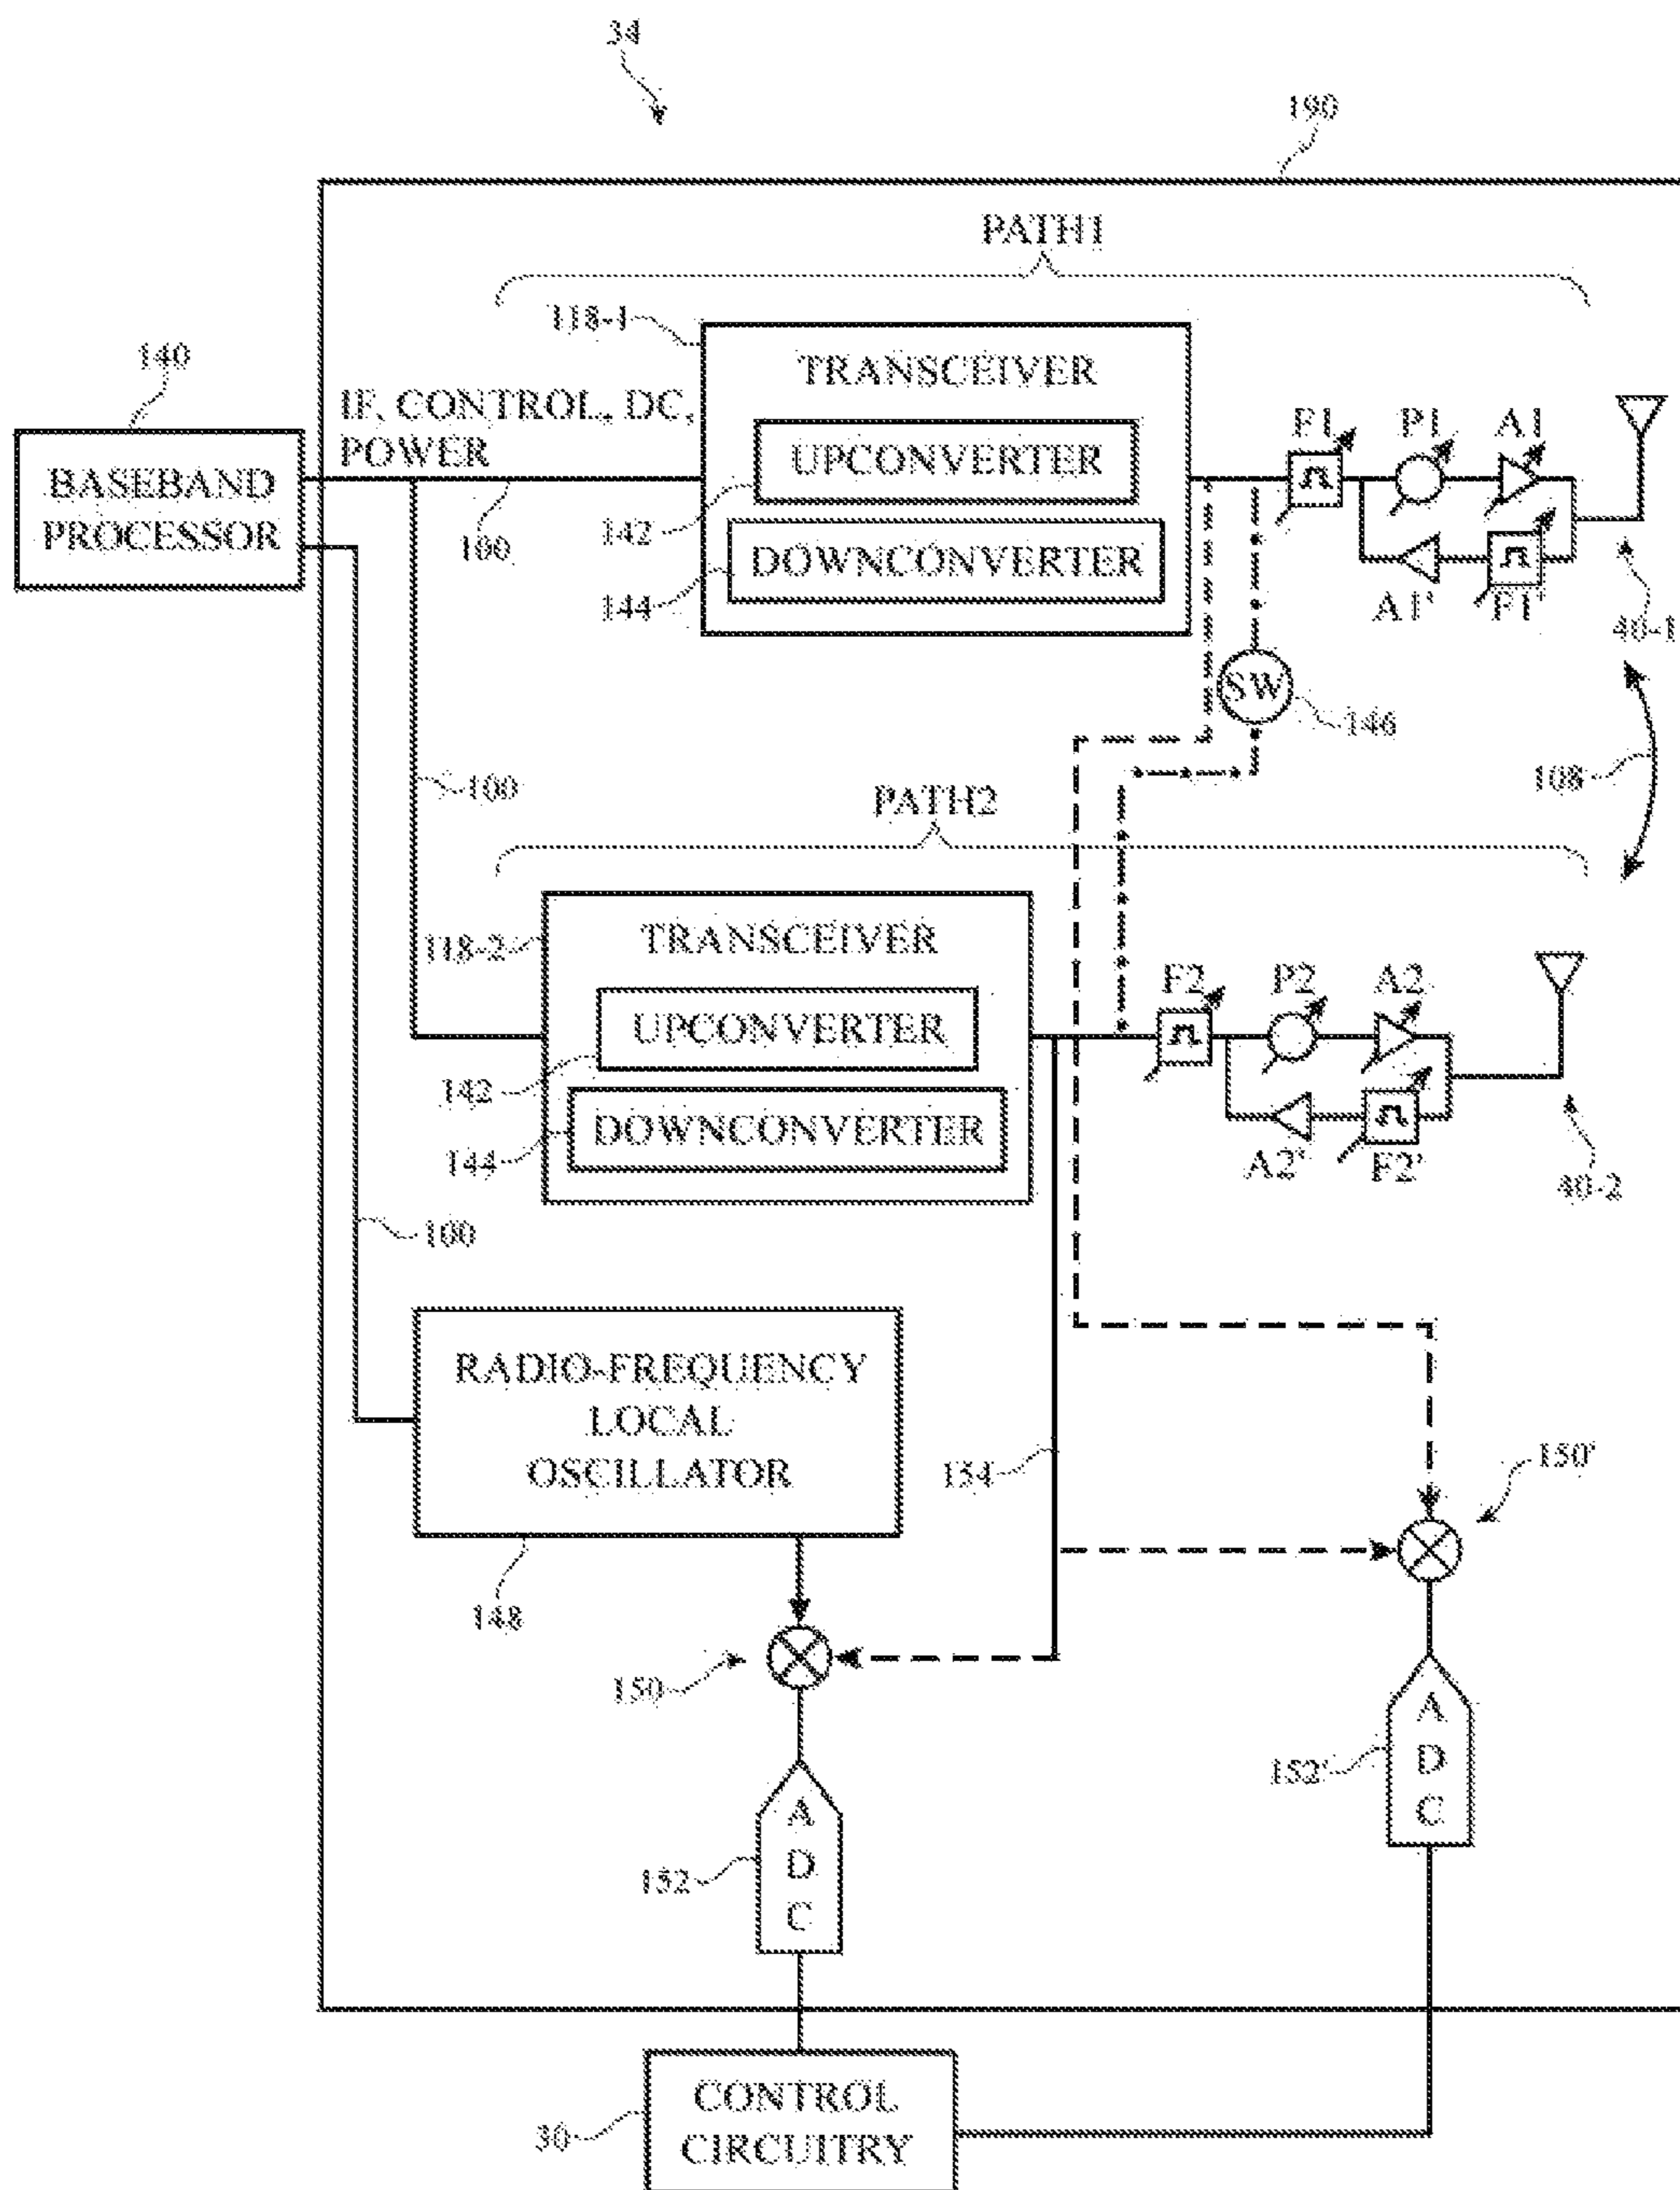 34
190
PATH1
118-1
TRANSCEIVER
140
IF, CONTROL, DC,
POWER
BASEBAND
PROCESSOR
100
UPCONVERTER
142
DOWNCONVERTER
144
F1
P1
A1
A1'
F1'
40-1
SW
146
108
100
PATH2
118-2
TRANSCEIVER
UPCONVERTER
142
DOWNCONVERTER
144
F2
P2
A2
A2'
F2'
40-2
100
RADIO-FREQUENCY
LOCAL
OSCILLATOR
148
154
150'
150
A
D
C
152'
A
D
C
152
CONTROL
CIRCUITRY
30